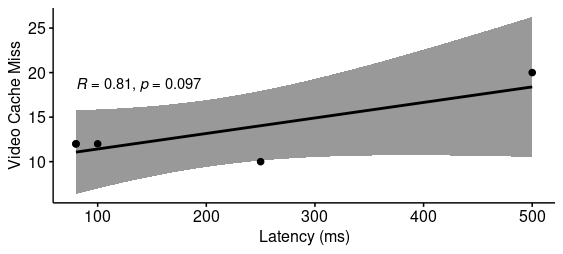 25
20
15
10
Video Cache Miss
R = 0.81, p = 0.097
100 200 300 400 500
Latency (ms)